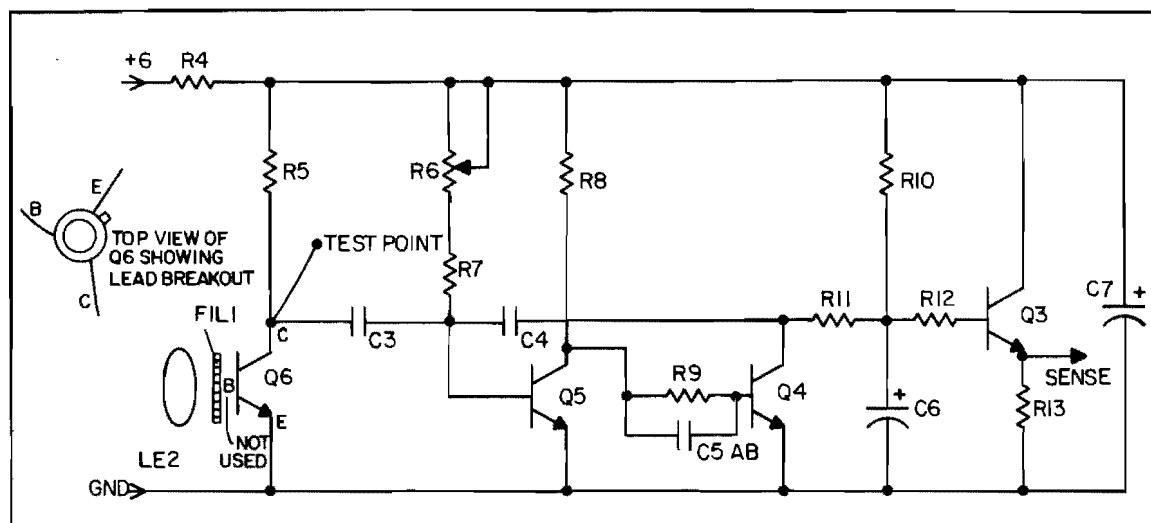 +6
R4
R5
R6
R8
R10
E
B
C
TOP VIEW OF
Q6 SHOWING
LEAD BREAKOUT
TEST POINT
R7
FIL1
C
C3
C4
R11
R12
Q3
C7
+
B
Q6
E
NOT
USED
LE2
Q5
R9
C5 AB
Q4
+
C6
SENSE
R13
GND